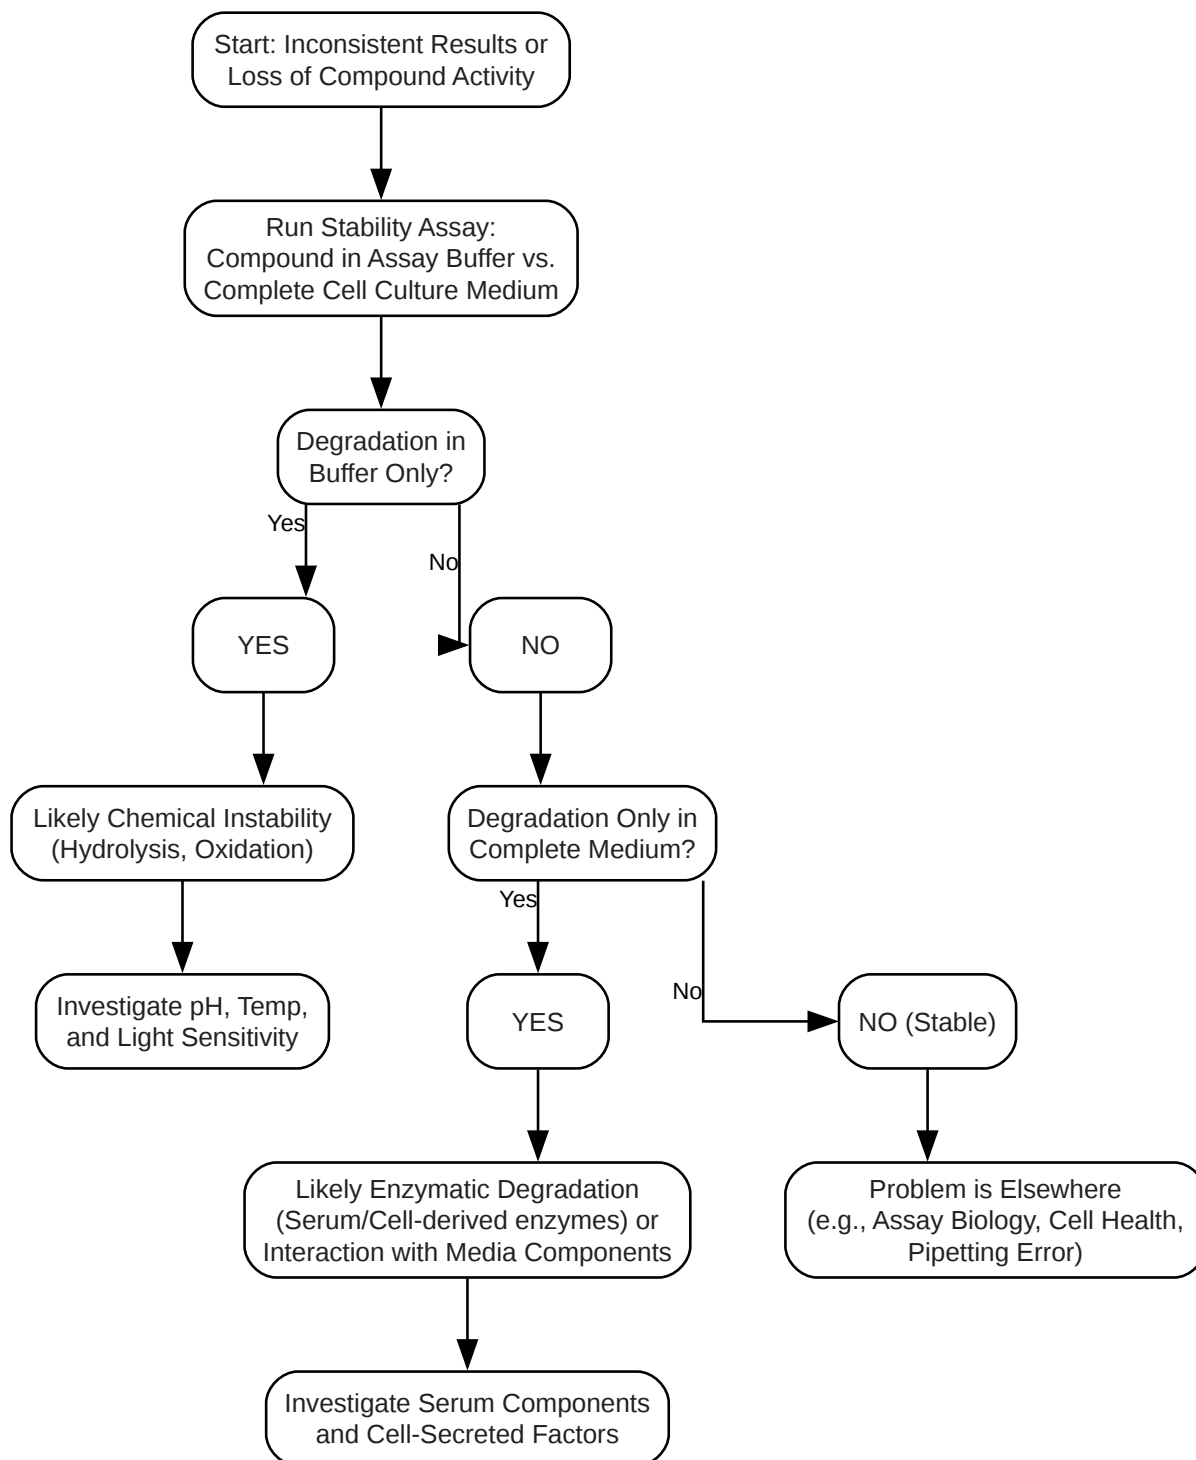 Start: Inconsistent Results or
Loss of Compound Activity
Run Stability Assay:
Compound in Assay Buffer vs.
Complete Cell Culture Medium
Degradation in
Buffer Only?
Yes
No
YES
NO
Likely Chemical Instability
(Hydrolysis, Oxidation)
Degradation Only in
Complete Medium?
Yes
No
Investigate pH, Temp,
and Light Sensitivity
YES
NO (Stable)
Likely Enzymatic Degradation
(Serum/Cell-derived enzymes) or
Interaction with Media Components
Problem is Elsewhere
(e.g., Assay Biology, Cell Health,
Pipetting Error)
Investigate Serum Components
and Cell-Secreted Factors